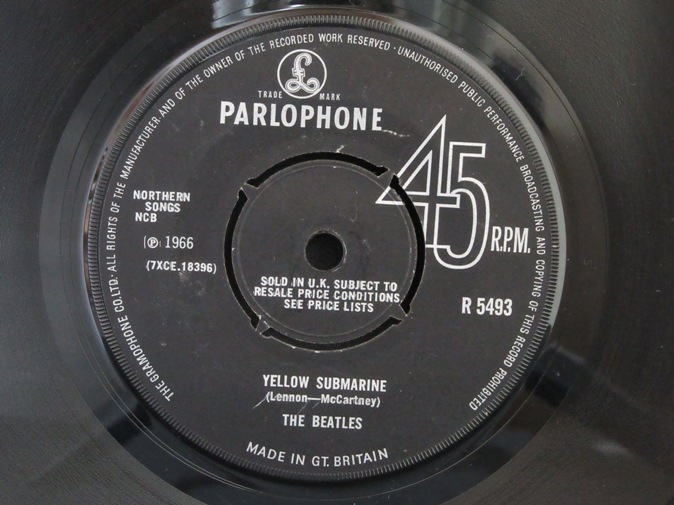 THE GRAMOPHONE CO. LTD. · ALL RIGHTS OF THE MANUFACTURER AND OF THE OWNER OF THE RECORDED WORK RESERVED · UNAUTHORISED PUBLIC PERFORMANCE BROADCASTING AND COPYING OF THIS RECORD PROHIBITED
£
TRADE MARK
PARLOPHONE
45 R.P.M.
NORTHERN
SONGS
NCB
℗ 1966
(7XCE.18396)
SOLD IN U.K. SUBJECT TO
RESALE PRICE CONDITIONS,
SEE PRICE LISTS
R 5493
YELLOW SUBMARINE
(Lennon—McCartney)
THE BEATLES
MADE IN GT. BRITAIN